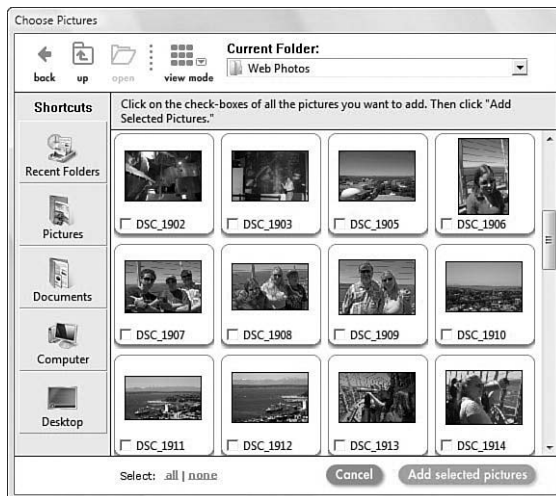 Choose Pictures
back
up
open
view mode
Current Folder:
Web Photos
Shortcuts
Recent Folders
Pictures
Documents
Computer
Desktop
Click on the check-boxes of all the pictures you want to add. Then click "Add
Selected Pictures."
DSC_1902 DSC_1903 DSC_1905 DSC_1906
DSC_1907 DSC_1908 DSC_1909 DSC_1910
DSC_1911 DSC_1912 DSC_1913 DSC_1914
Select: all | none
Cancel
Add selected pictures